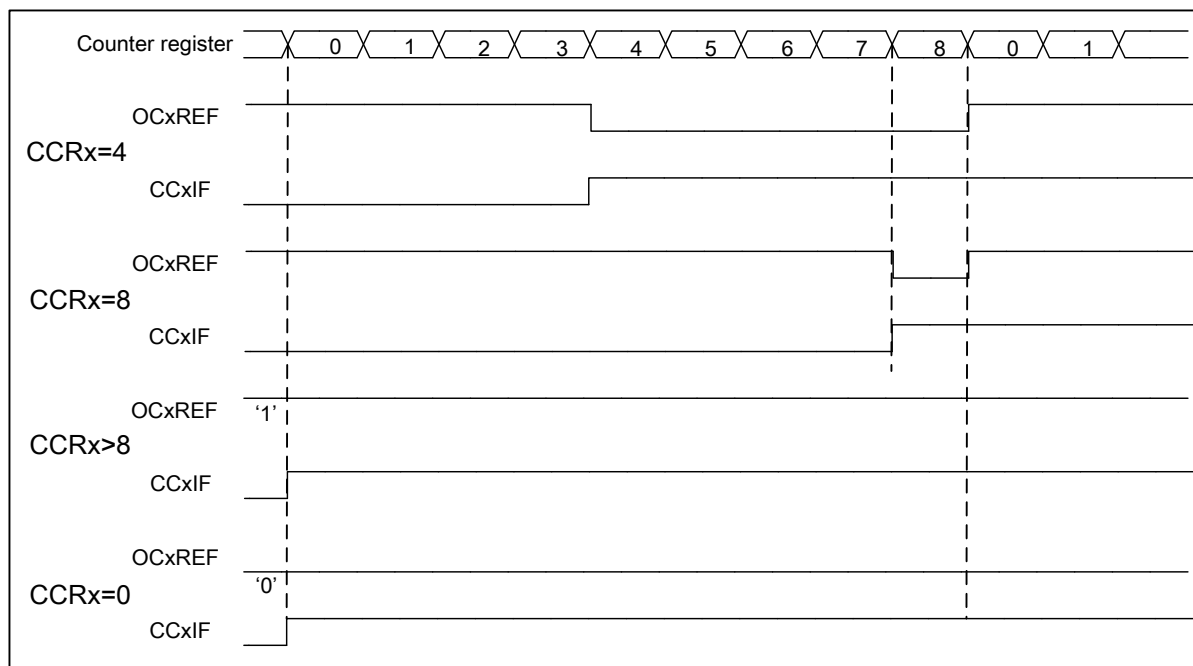 Counter register 0 1 2 3 4 5 6 7 8 0 1
OCxREF
CCRx=4
CCxIF
OCxREF
CCRx=8
CCxIF
OCxREF ‘1’
CCRx>8
CCxIF
OCxREF
‘0’
CCRx=0
CCxIF